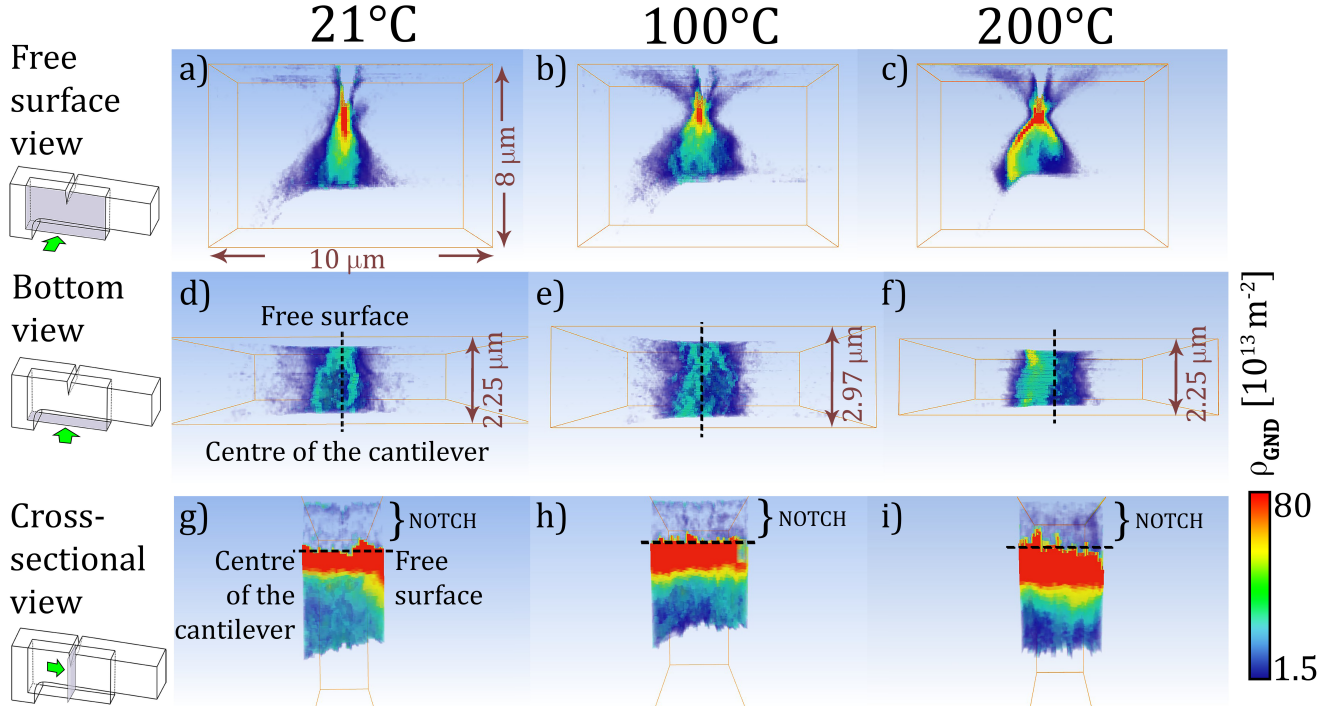 21°C 100°C 200°C
Free
surface
view
a) b) c)
8 μm
10 μm
Bottom
view
d) e) f)
Free surface
2.25 μm
2.97 μm
2.25 μm
Centre of the cantilever
ρGND [10¹³ m⁻²]
80
1.5
Cross-
sectional
view
g) h) i)
} NOTCH } NOTCH } NOTCH
Centre
of the
cantilever
Free
surface